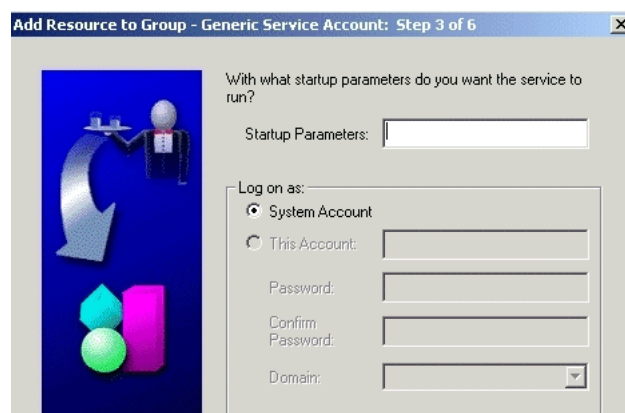 Add Resource to Group - Generic Service Account: Step 3 of 6
With what startup parameters do you want the service to
run?
Startup Parameters:
Log on as:
System Account
This Account:
Password:
Confirm
Password:
Domain: